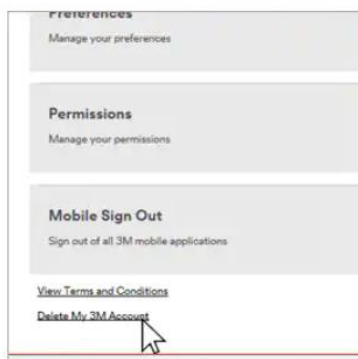 Preferences
Manage your preferences
Permissions
Manage your permissions
Mobile Sign Out
Sign out of all 3M mobile applications
View Terms and Conditions
Delete My 3M Account